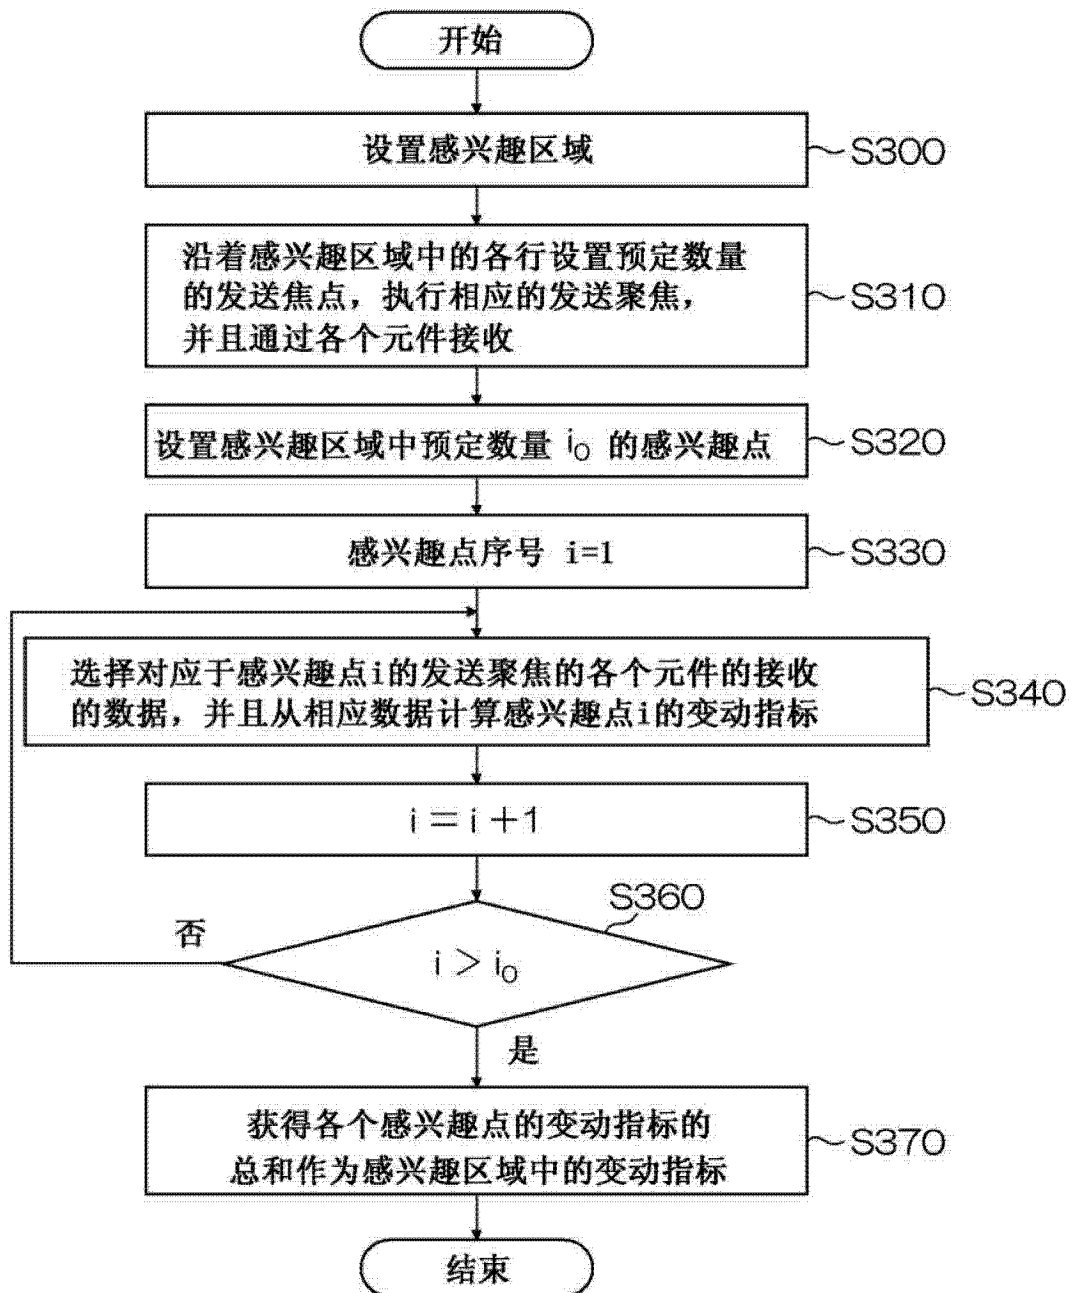 开始
设置感兴趣区域
S300
沿着感兴趣区域中的各行设置预定数量
的发送焦点，执行相应的发送聚焦，
并且通过各个元件接收
S310
设置感兴趣区域中预定数量 i₀ 的感兴趣点
S320
感兴趣点序号 i=1
S330
选择对应于感兴趣点i的发送聚焦的各个元件的接收
的数据，并且从相应数据计算感兴趣点i的变动指标
S340
i＝i＋1
S350
S360
否
i＞i₀
是
获得各个感兴趣点的变动指标的
总和作为感兴趣区域中的变动指标
S370
结束